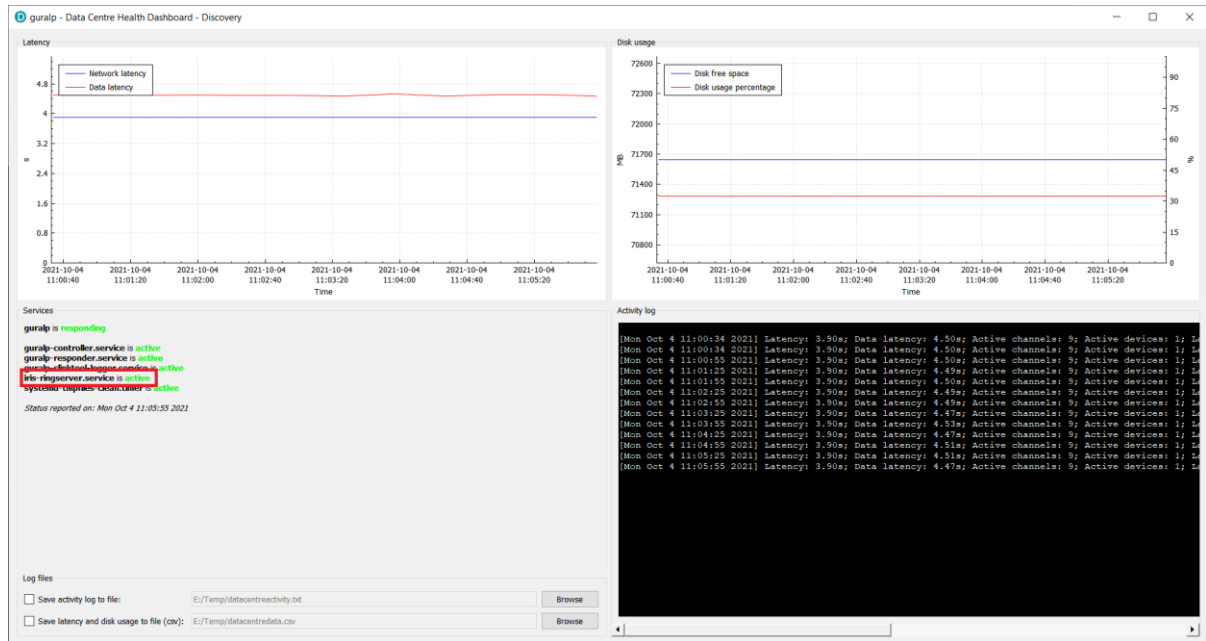 guralp - Data Centre Health Dashboard - Discovery
Latency
Network latency
Data latency
4.8
4
3.2
s
2.4
1.6
0.8
0
2021-10-04 2021-10-04 2021-10-04 2021-10-04 2021-10-04 2021-10-04 2021-10-04 2021-10-04
11:00:40 11:01:20 11:02:00 11:02:40 11:03:20 11:04:00 11:04:40 11:05:20
Time
Disk usage
Disk free space
Disk usage percentage
72600
72300
72000
71700
MB
71400
71100
70800
90
75
60
%
45
30
15
0
2021-10-04 2021-10-04 2021-10-04 2021-10-04 2021-10-04 2021-10-04 2021-10-04 2021-10-04
11:00:40 11:01:20 11:02:00 11:02:40 11:03:20 11:04:00 11:04:40 11:05:20
Time
Services
guralp is responding
guralp-controller.service is active
guralp-responder.service is active
guralp-slinktool-logger.service is active
iris-ringserver.service is active
systemd-tmpfiles-clean.timer is active
Status reported on: Mon Oct 4 11:05:55 2021
Activity log
[Mon Oct 4 11:00:34 2021] Latency: 3.90s; Data latency: 4.50s; Active channels: 9; Active devices: 1; La
[Mon Oct 4 11:00:34 2021] Latency: 3.90s; Data latency: 4.50s; Active channels: 9; Active devices: 1; La
[Mon Oct 4 11:00:55 2021] Latency: 3.90s; Data latency: 4.50s; Active channels: 9; Active devices: 1; La
[Mon Oct 4 11:01:25 2021] Latency: 3.90s; Data latency: 4.49s; Active channels: 9; Active devices: 1; La
[Mon Oct 4 11:01:55 2021] Latency: 3.90s; Data latency: 4.50s; Active channels: 9; Active devices: 1; La
[Mon Oct 4 11:02:25 2021] Latency: 3.90s; Data latency: 4.49s; Active channels: 9; Active devices: 1; La
[Mon Oct 4 11:02:55 2021] Latency: 3.90s; Data latency: 4.49s; Active channels: 9; Active devices: 1; La
[Mon Oct 4 11:03:25 2021] Latency: 3.90s; Data latency: 4.47s; Active channels: 9; Active devices: 1; La
[Mon Oct 4 11:03:55 2021] Latency: 3.90s; Data latency: 4.53s; Active channels: 9; Active devices: 1; La
[Mon Oct 4 11:04:25 2021] Latency: 3.90s; Data latency: 4.47s; Active channels: 9; Active devices: 1; La
[Mon Oct 4 11:04:55 2021] Latency: 3.90s; Data latency: 4.51s; Active channels: 9; Active devices: 1; La
[Mon Oct 4 11:05:25 2021] Latency: 3.90s; Data latency: 4.51s; Active channels: 9; Active devices: 1; La
[Mon Oct 4 11:05:55 2021] Latency: 3.90s; Data latency: 4.47s; Active channels: 9; Active devices: 1; La
Log files
Save activity log to file: E:/Temp/datacentreactivity.txt Browse
Save latency and disk usage to file (csv): E:/Temp/datacentredata.csv Browse